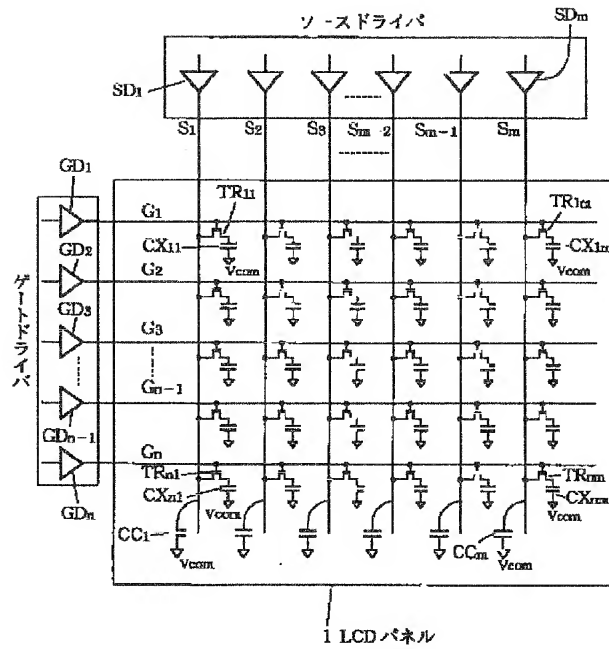 ソースドライバ
SDm
SD1
S1 S2 S3 Sm-2 Sm-1 Sm
GD1
TR11
TR1m
G1
CX11
CX1m
Vcom
Vcom
GD2
G2
GD3
G3
ゲートドライバ
Gn-1
GDn-1
Gn
TRn1
TRnm
CXn1
CXnm
GDn
Vcom
Vcom
CC1
CCm
Vcom
Vcom
1 LCDパネル